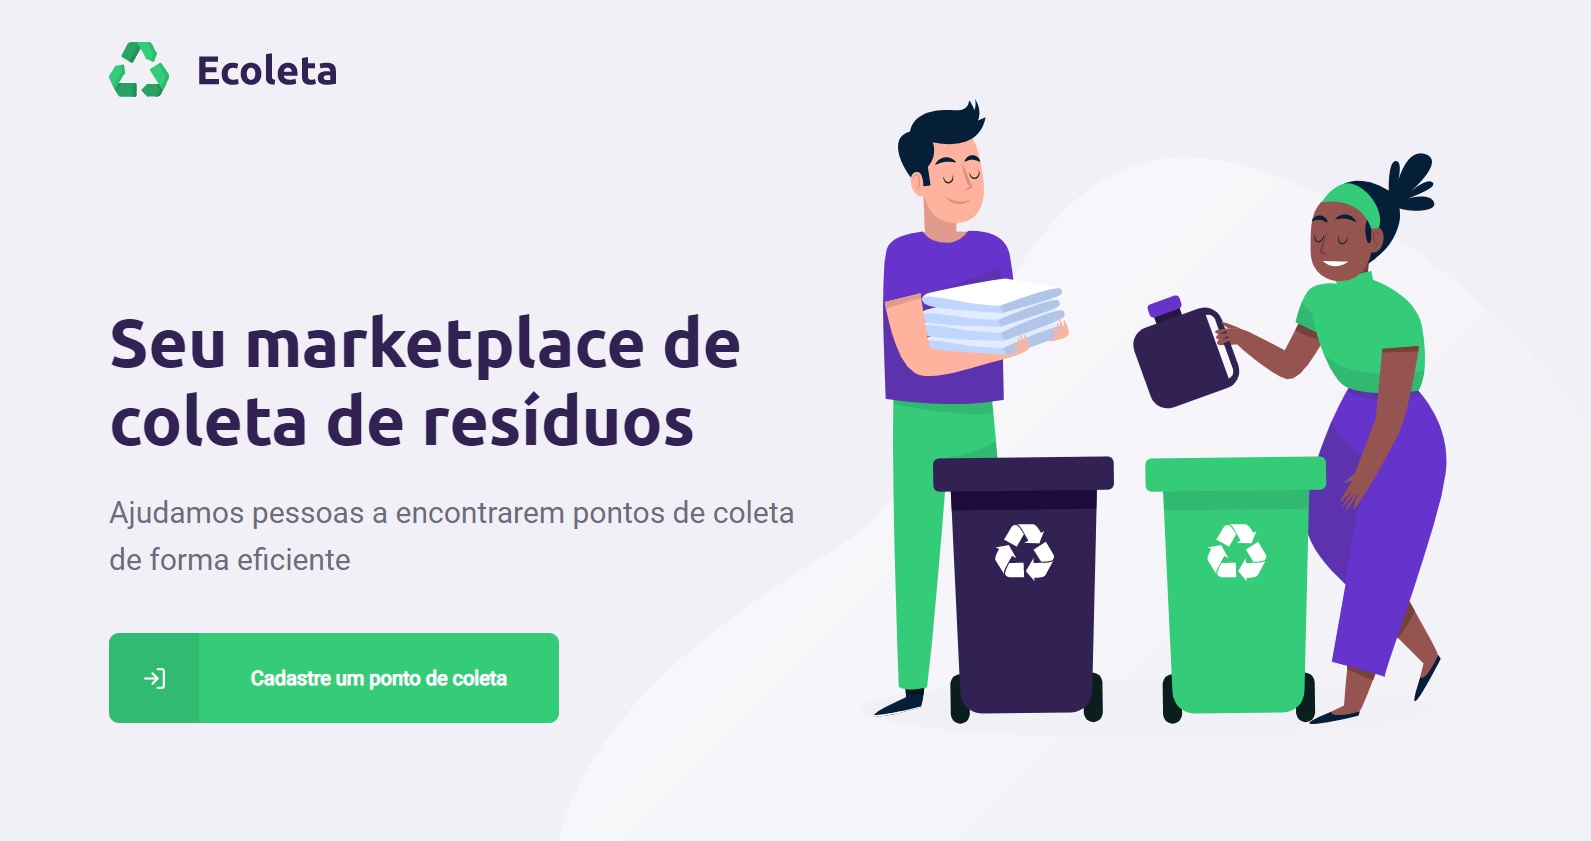 Ecoleta
Seu marketplace de
coleta de resíduos
Ajudamos pessoas a encontrarem pontos de coleta
de forma eficiente
Cadastre um ponto de coleta